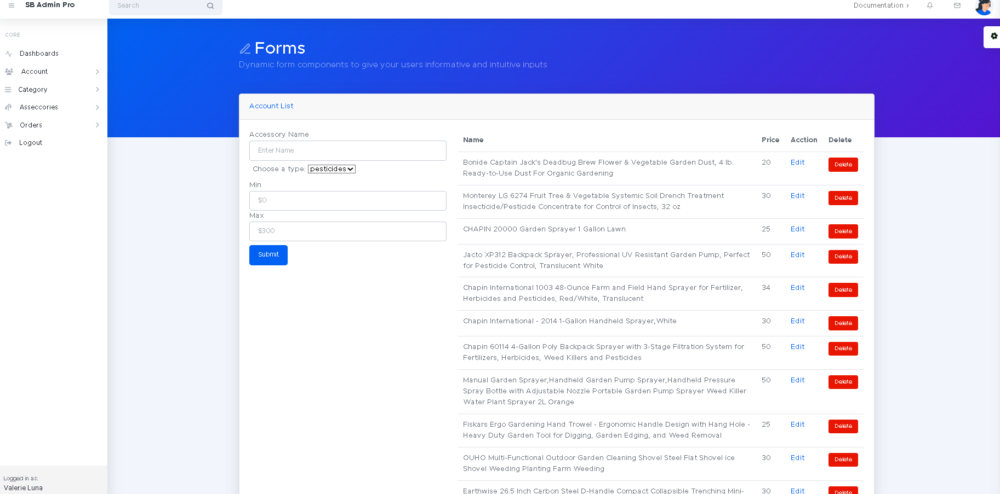 SB Admin Pro
Search
Documentation
CORE
Dashboards
Account
Category
Asseccories
Orders
Logout
Logged in as:
Valerie Luna
Forms
Dynamic form components to give your users informative and intuitive inputs
Account List
Accessory Name
Enter Name
Choose a type: pesticides
Min
$0
Max
$300
Submit
Name Price Acction Delete
Bonide Captain Jack's Deadbug Brew Flower & Vegetable Garden Dust, 4 lb. 20 Edit Delete
Ready-to-Use Dust For Organic Gardening
Monterey LG 6274 Fruit Tree & Vegetable Systemic Soil Drench Treatment 30 Edit Delete
Insecticide/Pesticide Concentrate for Control of Insects, 32 oz
CHAPIN 20000 Garden Sprayer 1 Gallon Lawn 25 Edit Delete
Jacto XP312 Backpack Sprayer, Professional UV Resistant Garden Pump, Perfect 50 Edit Delete
for Pesticide Control, Translucent White
Chapin International 1003 48-Ounce Farm and Field Hand Sprayer for Fertilizer, 34 Edit Delete
Herbicides and Pesticides, Red/White, Translucent
Chapin International - 2014 1-Gallon Handheld Sprayer,White 30 Edit Delete
Chapin 60114 4-Gallon Poly Backpack Sprayer with 3-Stage Filtration System for 50 Edit Delete
Fertilizers, Herbicides, Weed Killers and Pesticides
Manual Garden Sprayer,Handheld Garden Pump Sprayer,Handheld Pressure 50 Edit Delete
Spray Bottle with Adjustable Nozzle Portable Garden Pump Sprayer Weed Killer
Water Plant Sprayer 2L Orange
Fiskars Ergo Gardening Hand Trowel - Ergonomic Handle Design with Hang Hole - 25 Edit Delete
Heavy Duty Garden Tool for Digging, Garden Edging, and Weed Removal
OUHO Multi-Functional Outdoor Garden Cleaning Shovel Steel Flat Shovel ice 30 Edit Delete
Shovel Weeding Planting Farm Weeding
Earthwise 26.5 Inch Carbon Steel D-Handle Compact Collapsible Trenching Mini- 30 Edit Delete